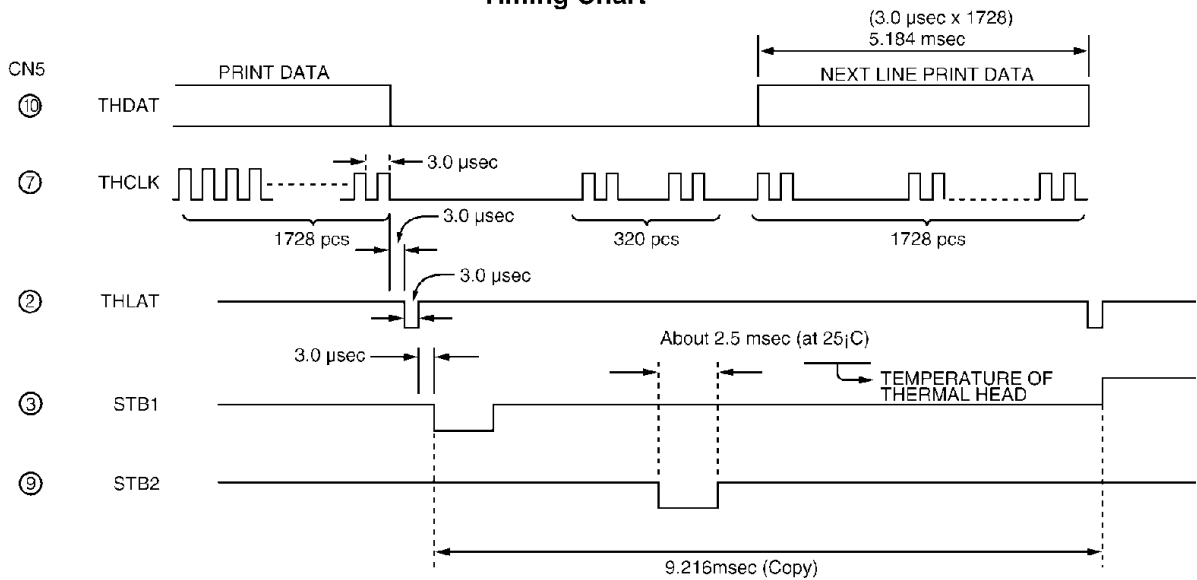 Timing Chart
(3.0 µsec x 1728)
5.184 msec
CN5
PRINT DATA
NEXT LINE PRINT DATA
⑩ THDAT
3.0 µsec
⑦ THCLK
3.0 µsec
1728 pcs
320 pcs
1728 pcs
3.0 µsec
② THLAT
About 2.5 msec (at 25¡C)
3.0 µsec
TEMPERATURE OF
THERMAL HEAD
③ STB1
⑨ STB2
9.216msec (Copy)